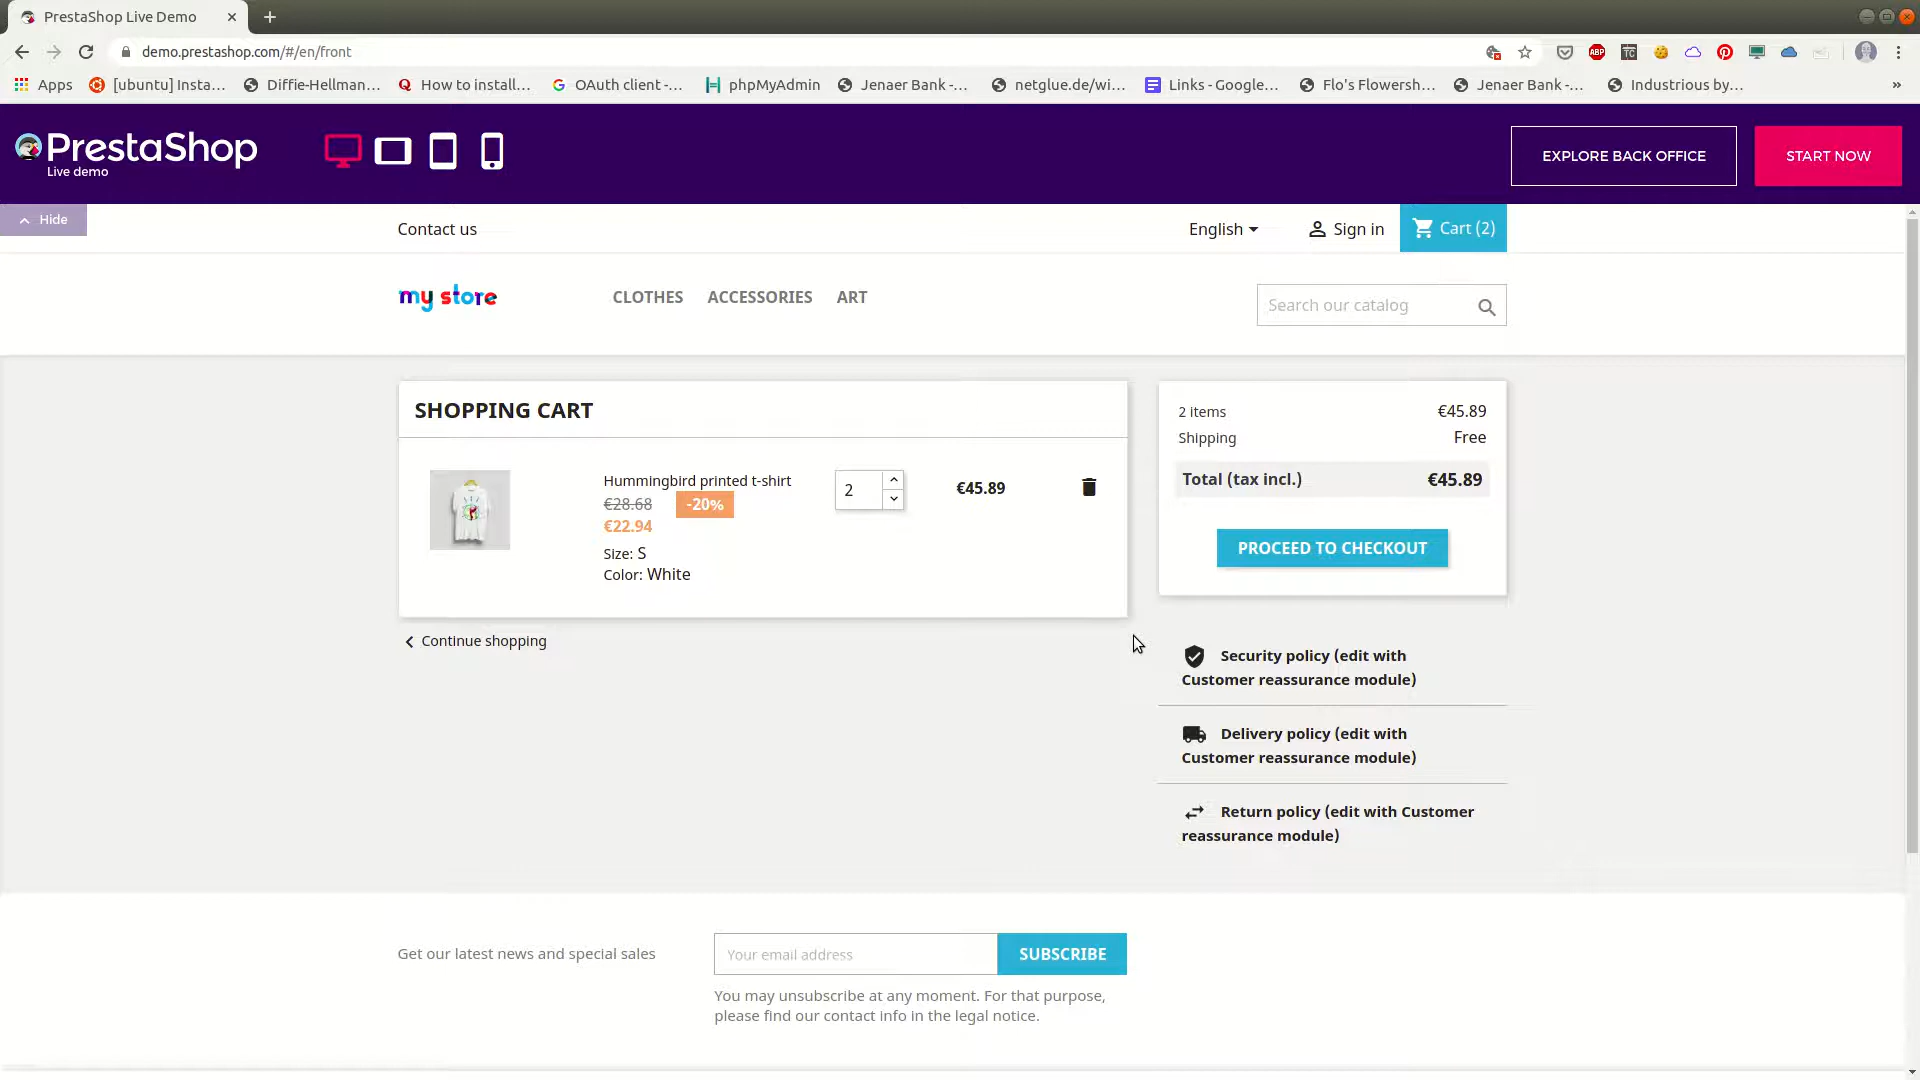 PrestaShop Live Demo
demo.prestashop.com/#/en/front
ABP
TC
Apps
[ubuntu] Insta...
Diffie-Hellman...
How to install...
OAuth client -...
phpMyAdmin
Jenaer Bank -...
netglue.de/wi...
Links - Google...
Flo's Flowersh...
Jenaer Bank -...
Industrious by...
PrestaShop
Live demo
EXPLORE BACK OFFICE
START NOW
Hide
Contact us
English
Sign in
Cart (2)
my store
CLOTHES
ACCESSORIES
ART
Search our catalog
SHOPPING CART
Hummingbird printed t-shirt
€28.68 -20%
€22.94
Size: S
Color: White
2
€45.89
Continue shopping
2 items €45.89
Shipping Free
Total (tax incl.) €45.89
PROCEED TO CHECKOUT
Security policy (edit with
Customer reassurance module)
Delivery policy (edit with
Customer reassurance module)
Return policy (edit with Customer
reassurance module)
Get our latest news and special sales
Your email address
SUBSCRIBE
You may unsubscribe at any moment. For that purpose,
please find our contact info in the legal notice.